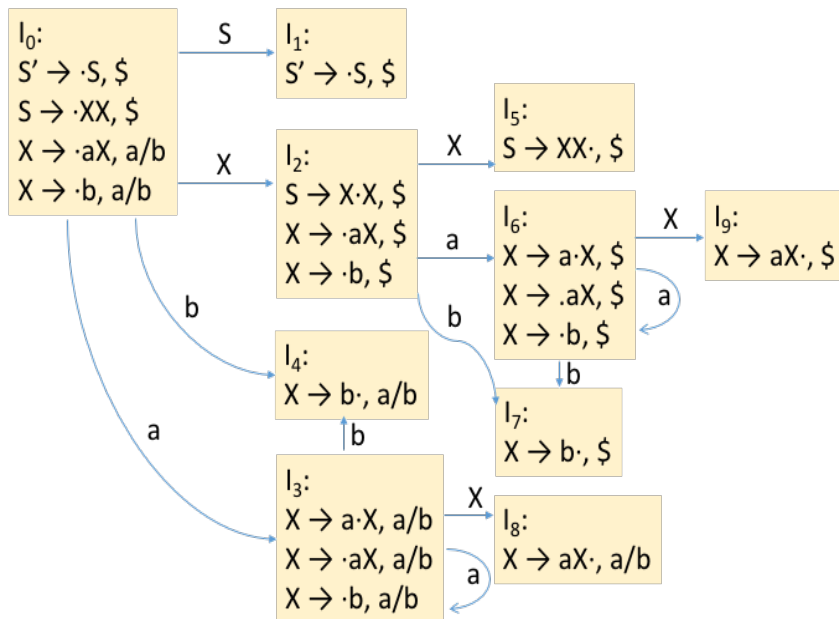 I₀:
S' → ·S, $
S → ·XX, $
X → ·aX, a/b
X → ·b, a/b
S
I₁:
S' → ·S, $
X
I₂:
S → X·X, $
X → ·aX, $
X → ·b, $
X
I₅:
S → XX·, $
a
I₆:
X → a·X, $
X → .aX, $
X → ·b, $
X
I₉:
X → aX·, $
a
b
b
I₄:
X → b·, a/b
b
I₇:
X → b·, $
a
b
I₃:
X → a·X, a/b
X → ·aX, a/b
X → ·b, a/b
X
I₈:
X → aX·, a/b
a